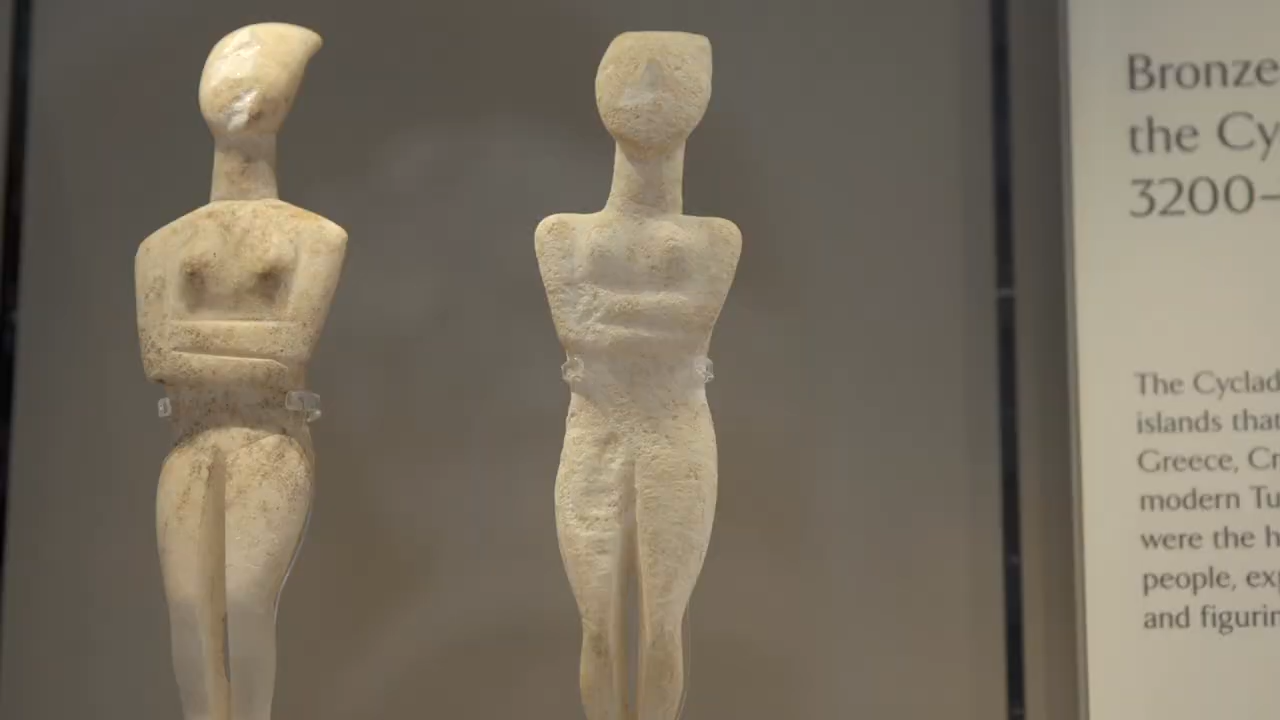 Bronze
the Cy
3200–
The Cyclad
islands that
Greece, Cr
modern Tu
were the h
people, exp
and figurin